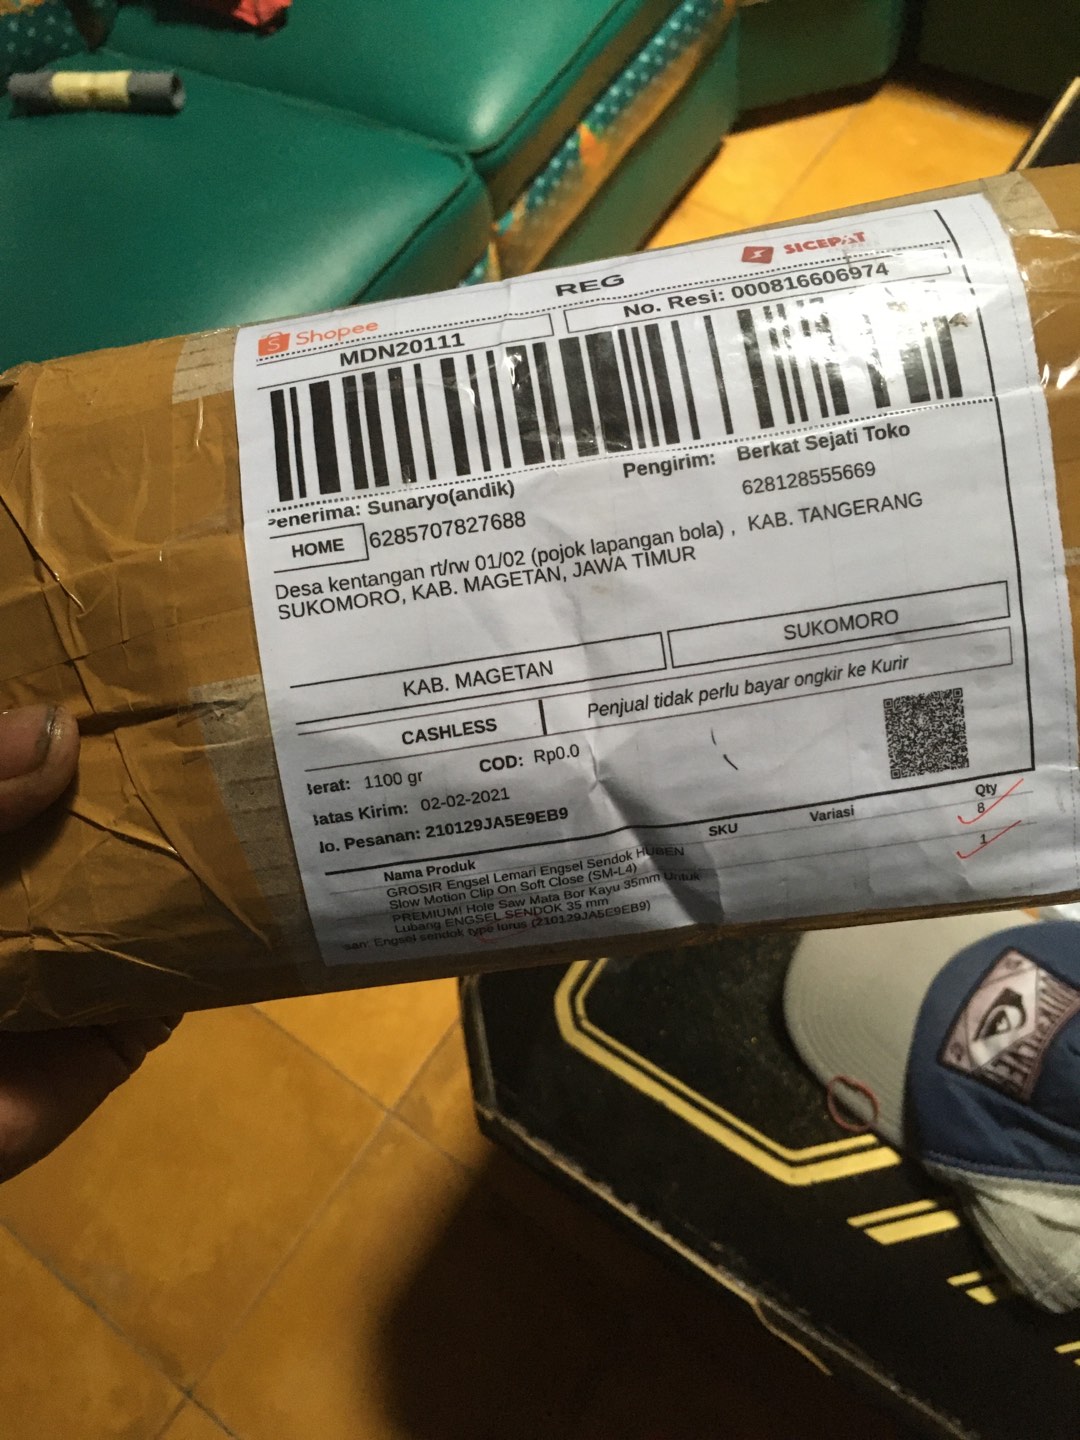 Shopee
REG
SICEPAT
MDN20111
No. Resi: 000816606974
Penerima: Sunaryo(andik)
Pengirim: Berkat Sejati Toko
HOME
6285707827688
628128555669
Desa kentangan rt/rw 01/02 (pojok lapangan bola) ,
SUKOMORO, KAB. MAGETAN, JAWA TIMUR
KAB. TANGERANG
KAB. MAGETAN
SUKOMORO
CASHLESS
Penjual tidak perlu bayar ongkir ke Kurir
Berat: 1100 gr
COD: Rp0.0
Batas Kirim: 02-02-2021
No. Pesanan: 210129JA5E9EB9
Nama Produk
SKU
Variasi
Qty
GROSIR Engsel Lemari Engsel Sendok HUBEN
Slow Motion Clip On Soft Close (SM-L4)
8
PREMIUM! Hole Saw Mata Bor Kayu 35mm Untuk
Lubang ENGSEL SENDOK 35 mm
1
san: Engsel sendok type lurus (210129JA5E9EB9)